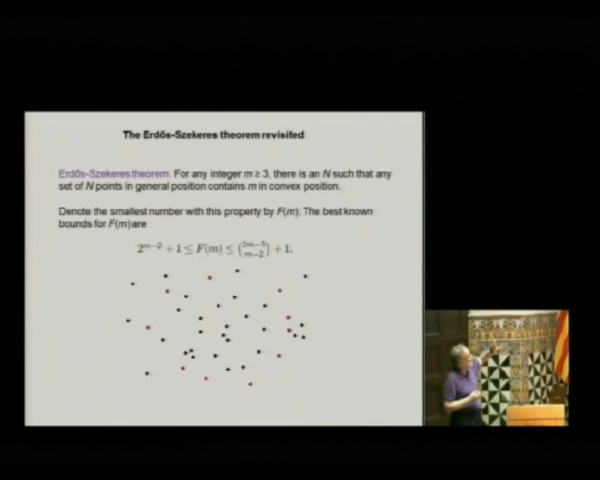 The Erdős-Szekeres theorem revisited
Erdős-Szekeres theorem. For any integer m ≥ 3, there is an N such that any
set of N points in general position contains m in convex position.
Denote the smallest number with this property by F(m). The best known
bounds for F(m) are
2^{m-2} + 1 ≤ F(m) ≤ \binom{2m-5}{m-2} + 1.